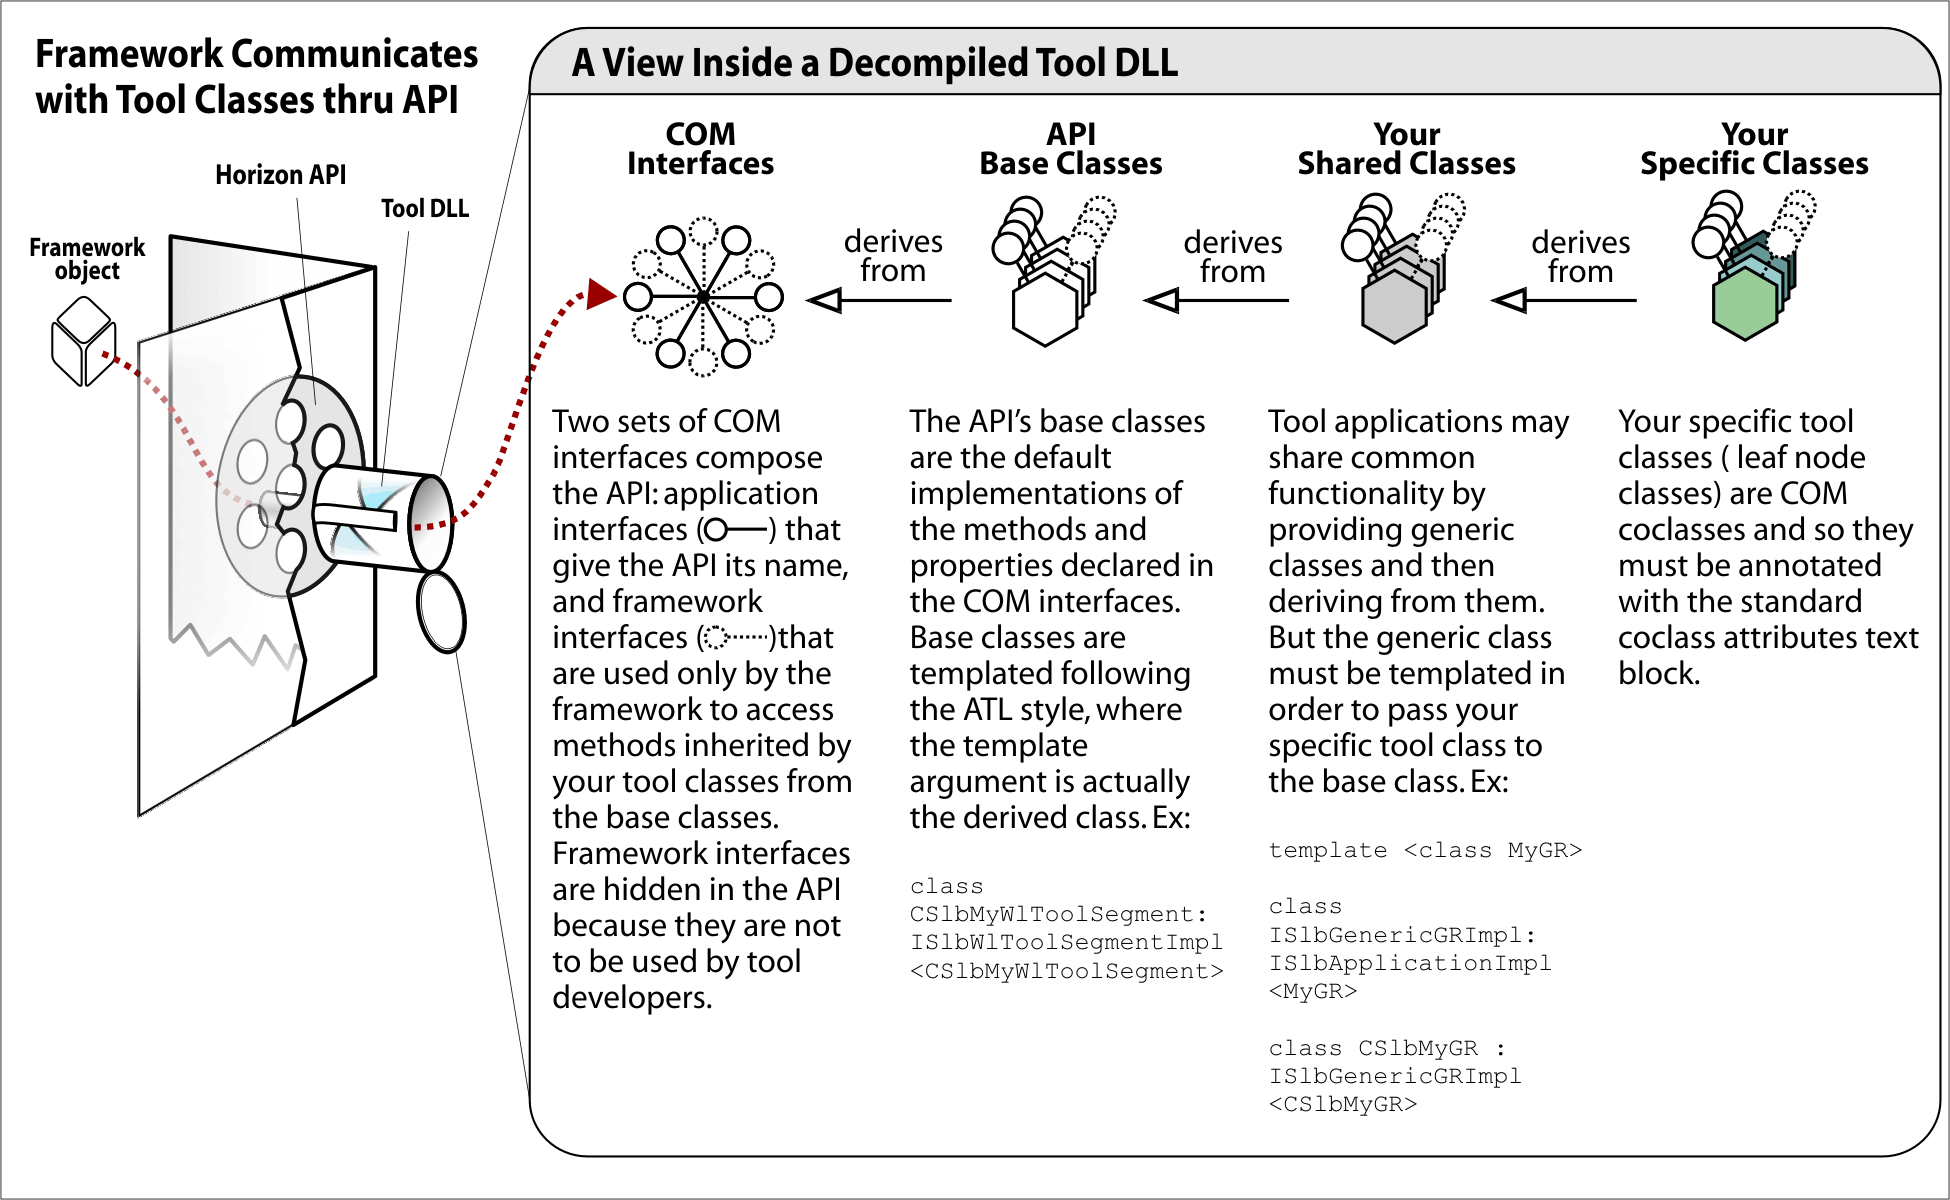 Framework Communicates
with Tool Classes thru API
Horizon API
Tool DLL
Framework
object
A View Inside a Decompiled Tool DLL
COM
Interfaces
derives
from
API
Base Classes
derives
from
Your
Shared Classes
derives
from
Your
Specific Classes
Two sets of COM
interfaces compose
the API: application
interfaces ( ) that
give the API its name,
and framework
interfaces ( )that
are used only by the
framework to access
methods inherited by
your tool classes from
the base classes.
Framework interfaces
are hidden in the API
because they are not
to be used by tool
developers.
The API’s base classes
are the default
implementations of
the methods and
properties declared in
the COM interfaces.
Base classes are
templated following
the ATL style, where
the template
argument is actually
the derived class. Ex:
class
CSlbMyWlToolSegment:
ISlbWlToolSegmentImpl
<CSlbMyWlToolSegment>
Tool applications may
share common
functionality by
providing generic
classes and then
deriving from them.
But the generic class
must be templated in
order to pass your
specific tool class to
the base class. Ex:
template <class MyGR>
class
ISlbGenericGRImpl:
ISlbApplicationImpl
<MyGR>
class CSlbMyGR :
ISlbGenericGRImpl
<CSlbMyGR>
Your specific tool
classes ( leaf node
classes) are COM
coclasses and so they
must be annotated
with the standard
coclass attributes text
block.